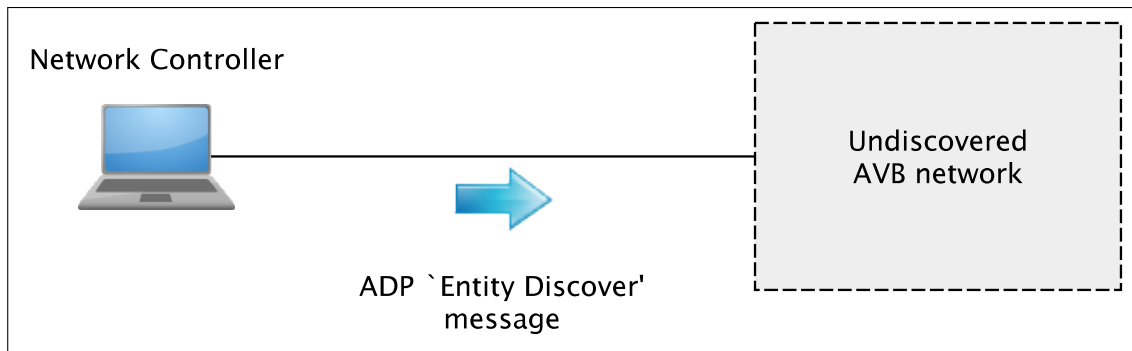 Network Controller
Undiscovered
AVB network
ADP `Entity Discover'
message